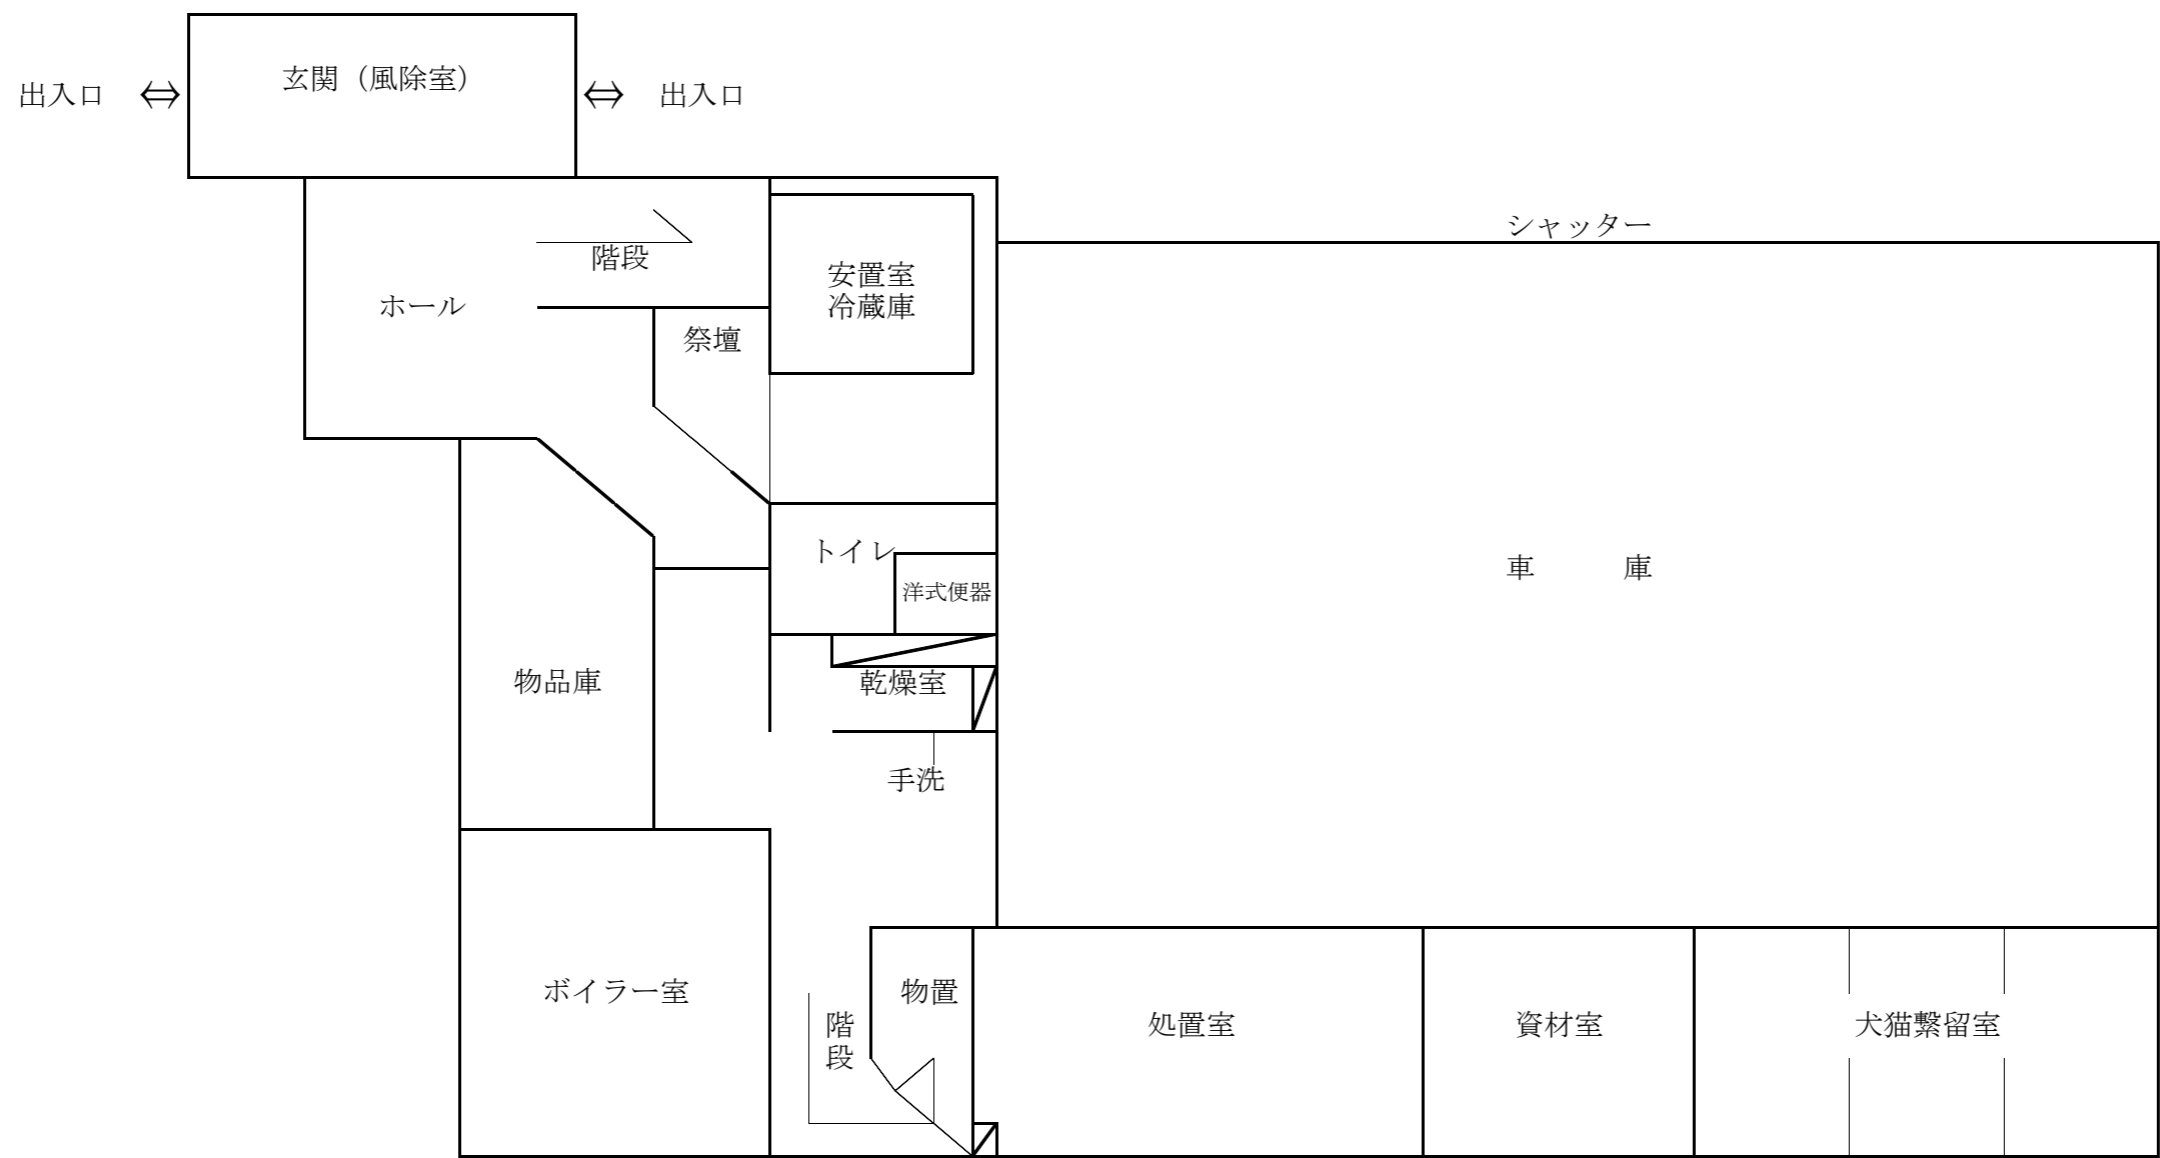 玄関（風除室）
出入口 ⇔
⇔ 出入口
シャッター
階段
安置室
冷蔵庫
ホール
祭壇
トイレ
洋式便器
車　　庫
物品庫
乾燥室
手洗
ボイラー室
物置
階
段
処置室
資材室
犬猫繋留室